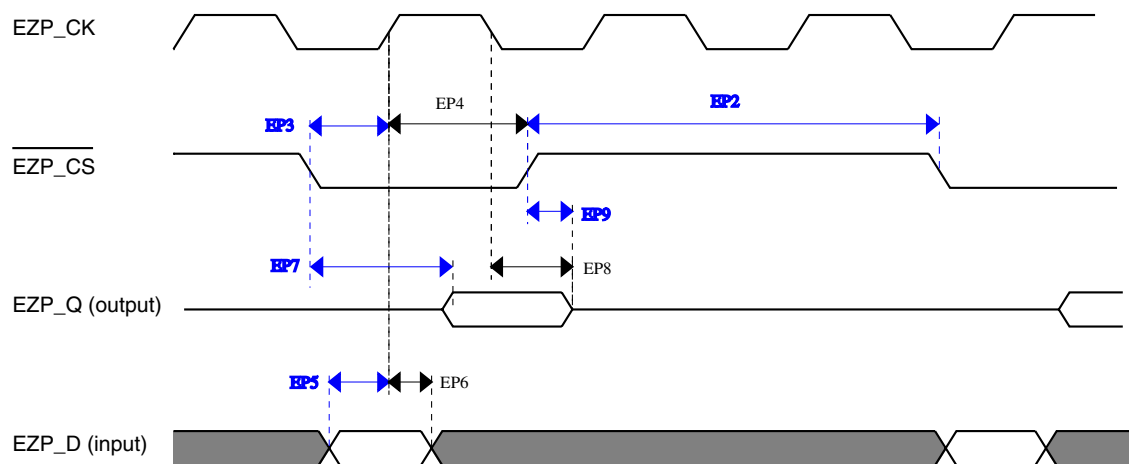 EZP_CK
EP4
EP2
EP3
EZP_CS
EP9
EP7
EP8
EZP_Q (output)
EP5
EP6
EZP_D (input)